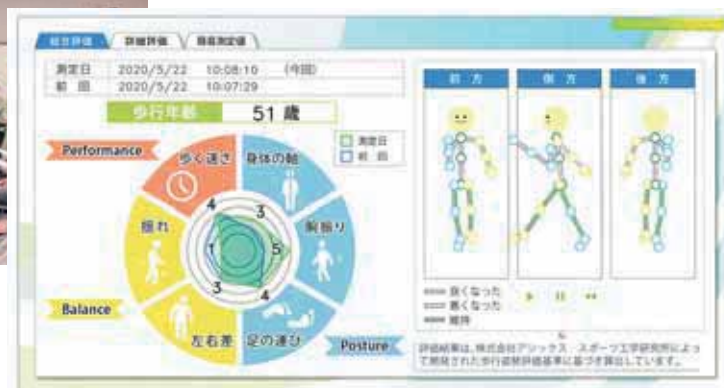 総合評価
詳細評価
簡易測定値
測定日 2020/5/22 10:08:10 (今回)
前 回 2020/5/22 10:07:29
歩行年齢 51 歳
測定日
前 回
Performance
歩く速さ
身体の軸
腕振り
足の運び
左右差
揺れ
4
3
5
4
3
1
Balance
Posture
前 方
側 方
後 方
良くなった
悪くなった
維持
評価結果は、株式会社アシックス スポーツ工学研究所によっ
て開発された歩行姿勢評価基準に基づき算出しています。